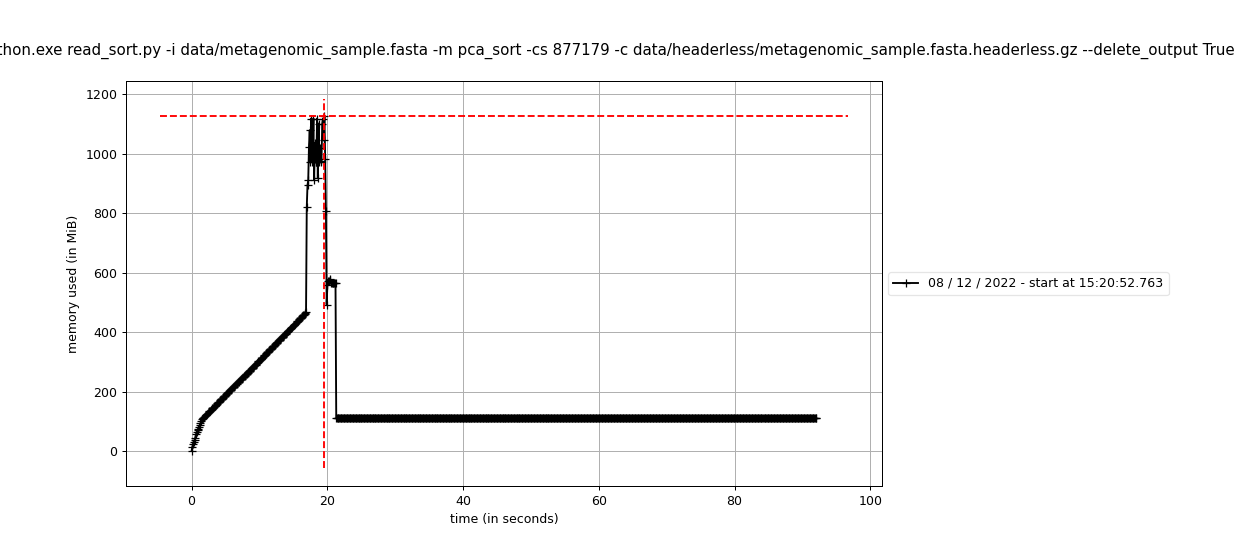 thon.exe read_sort.py -i data/metagenomic_sample.fasta -m pca_sort -cs 877179 -c data/headerless/metagenomic_sample.fasta.headerless.gz --delete_output True
1200
1000
800
600
400
200
0
memory used (in MiB)
0 20 40 60 80 100
time (in seconds)
08 / 12 / 2022 - start at 15:20:52.763